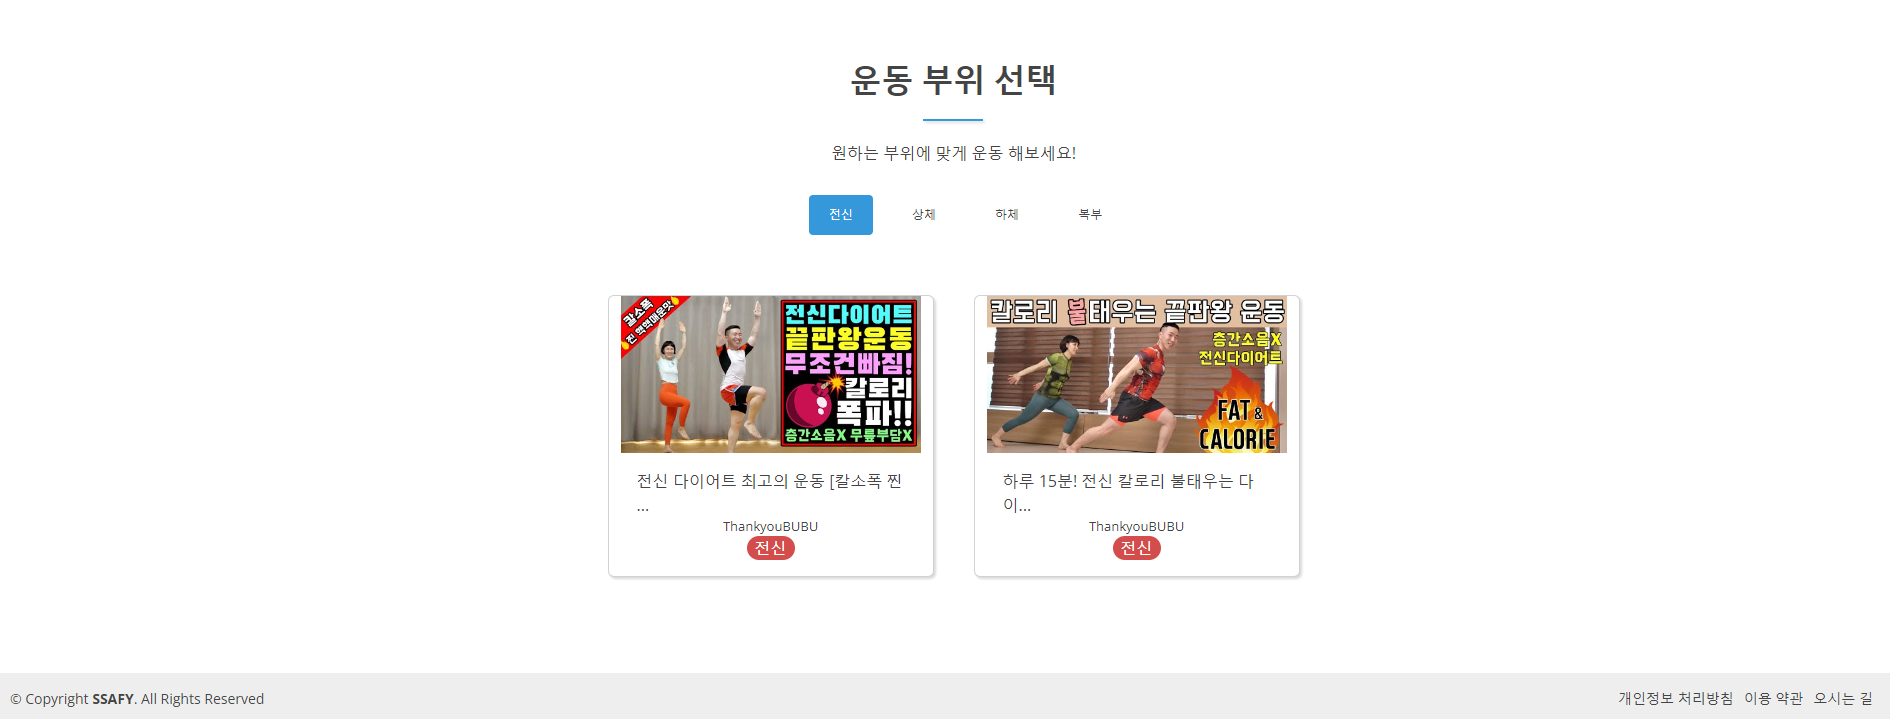 운동 부위 선택
원하는 부위에 맞게 운동 해보세요!
전신 상체 하체 복부
칼소폭
찐 핵핵매운맛
전신다이어트
끝판왕운동
무조건빠짐!
칼로리
폭파!!
층간소음X 무릎부담X
전신 다이어트 최고의 운동 [칼소폭 찐
...
ThankyouBUBU
전신
칼로리 불태우는 끝판왕 운동
층간소음X
전신다이어트
FAT &
CALORIE
하루 15분! 전신 칼로리 불태우는 다
이...
ThankyouBUBU
전신
© Copyright SSAFY. All Rights Reserved
개인정보 처리방침 이용 약관 오시는 길